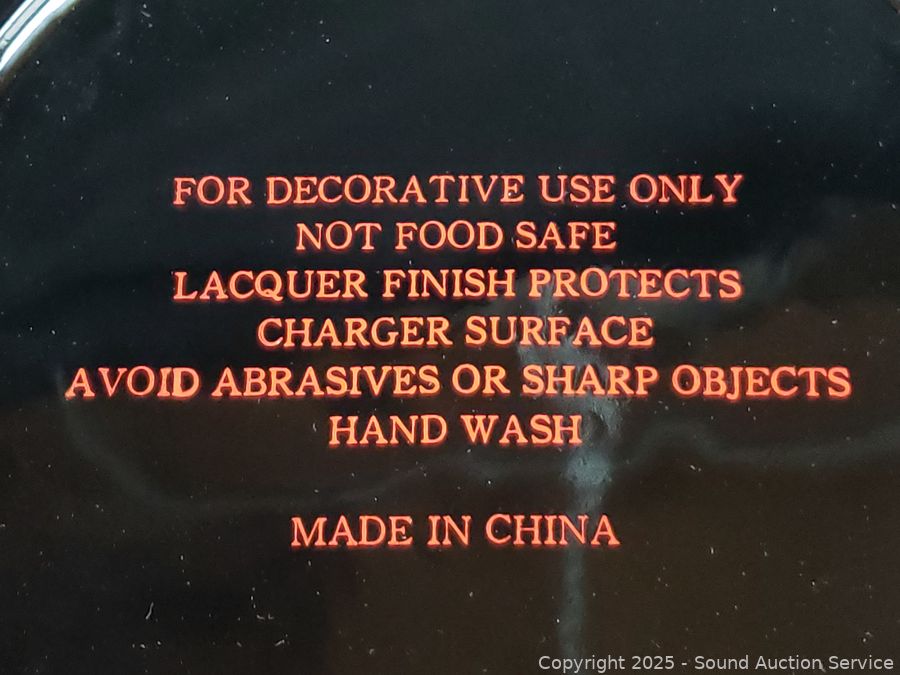 FOR DECORATIVE USE ONLY
NOT FOOD SAFE
LACQUER FINISH PROTECTS
CHARGER SURFACE
AVOID ABRASIVES OR SHARP OBJECTS
HAND WASH
MADE IN CHINA
Copyright 2025 - Sound Auction Service